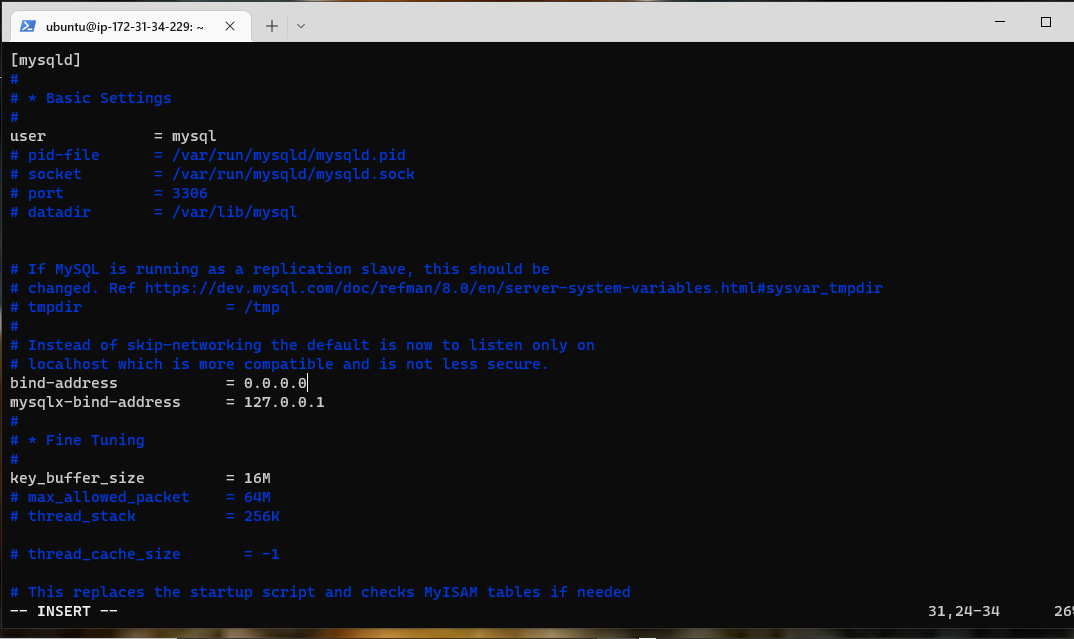 ubuntu@ip-172-31-34-229: ~
[mysqld]
#
# * Basic Settings
#
user            = mysql
# pid-file      = /var/run/mysqld/mysqld.pid
# socket        = /var/run/mysqld/mysqld.sock
# port          = 3306
# datadir       = /var/lib/mysql
# If MySQL is running as a replication slave, this should be
# changed. Ref https://dev.mysql.com/doc/refman/8.0/en/server-system-variables.html#sysvar_tmpdir
# tmpdir                = /tmp
#
# Instead of skip-networking the default is now to listen only on
# localhost which is more compatible and is not less secure.
bind-address            = 0.0.0.0
mysqlx-bind-address     = 127.0.0.1
#
# * Fine Tuning
#
key_buffer_size         = 16M
# max_allowed_packet    = 64M
# thread_stack          = 256K
# thread_cache_size       = -1
# This replaces the startup script and checks MyISAM tables if needed
-- INSERT -- 31,24-34 26